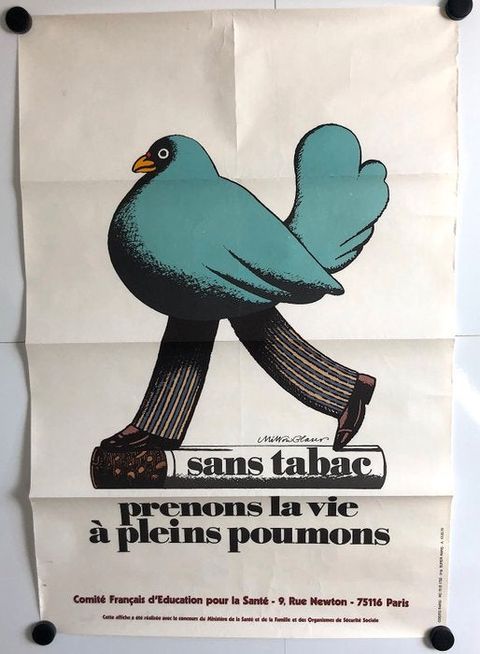 Milton Glaser
sans tabac
prenons la vie
à pleins poumons
Comité Français d'Education pour la Santé - 9, Rue Newton - 75116 Paris
Cette affiche a été réalisée avec le concours du Ministère de la Santé et de la Famille et des Organismes de Sécurité Sociale